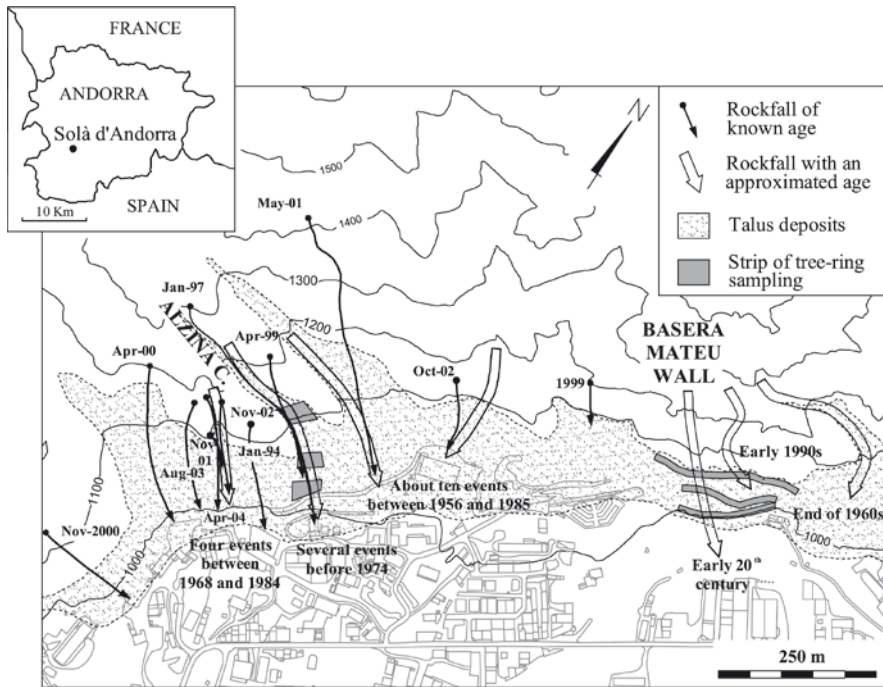 FRANCE
ANDORRA
Solà d'Andorra
10 Km
SPAIN
N
Rockfall of
known age
Rockfall with an
approximated age
Talus deposits
Strip of tree-ring
sampling
1500
1400
May-01
1300
Jan-97
1200
ALZINA C.
Apr-99
BASERA
MATEU
WALL
Apr-00
Oct-02
1999
Nov-02
Nov-
01
Jan-94
Early 1990s
Aug-03
1100
About ten events
between 1956 and 1985
End of 1960s
Apr-04
1000
Nov-2000
1000
Four events
between
1968 and 1984
Several events
before 1974
Early 20th
century
250 m